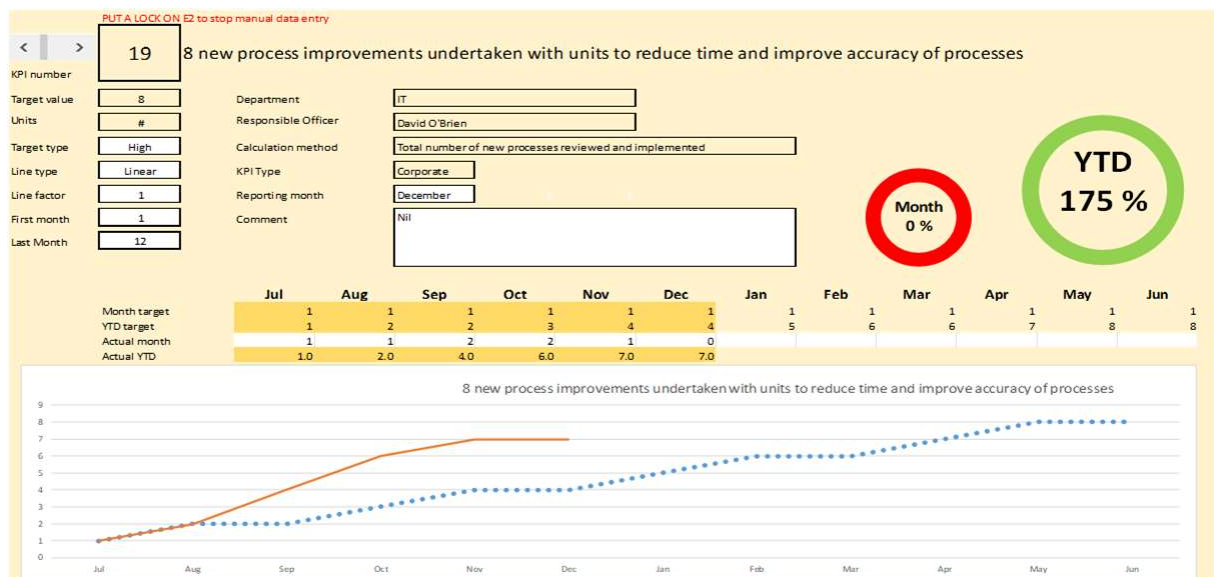 PUT A LOCK ON E2 to stop manual data entry
< >
19
8 new process improvements undertaken with units to reduce time and improve accuracy of processes
KPI number
Target value 8 Department IT
Units # Responsible Officer David O'Brien
Target type High Calculation method Total number of new processes reviewed and implemented
Line type Linear KPI Type Corporate
Line factor 1 Reporting month December
First month 1 Comment Nil
Last Month 12
Month
0 %
YTD
175 %
Jul Aug Sep Oct Nov Dec Jan Feb Mar Apr May Jun
Month target 1 1 1 1 1 1 1 1 1 1 1 1
YTD target 1 2 2 3 4 4 5 6 6 7 8 8
Actual month 1 1 2 2 1 0
Actual YTD 1.0 2.0 4.0 6.0 7.0 7.0
8 new process improvements undertaken with units to reduce time and improve accuracy of processes
9
8
7
6
5
4
3
2
1
0
Jul Aug Sep Oct Nov Dec Jan Feb Mar Apr May Jun